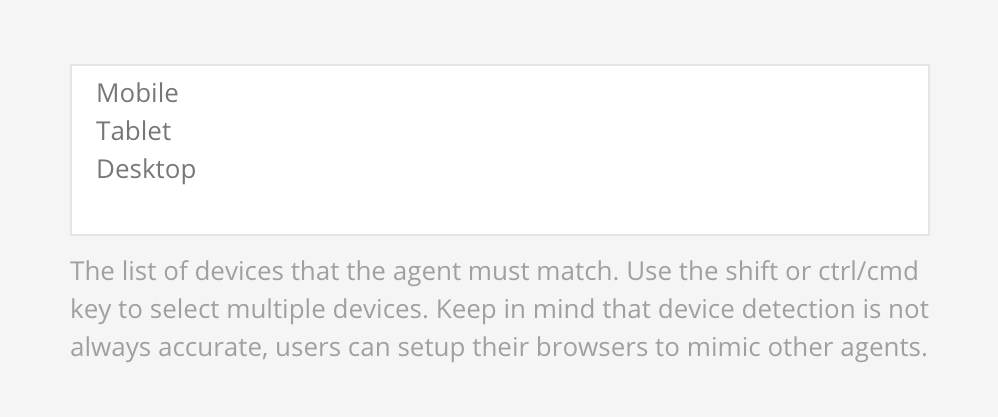 Mobile
Tablet
Desktop
The list of devices that the agent must match. Use the shift or ctrl/cmd
key to select multiple devices. Keep in mind that device detection is not
always accurate, users can setup their browsers to mimic other agents.